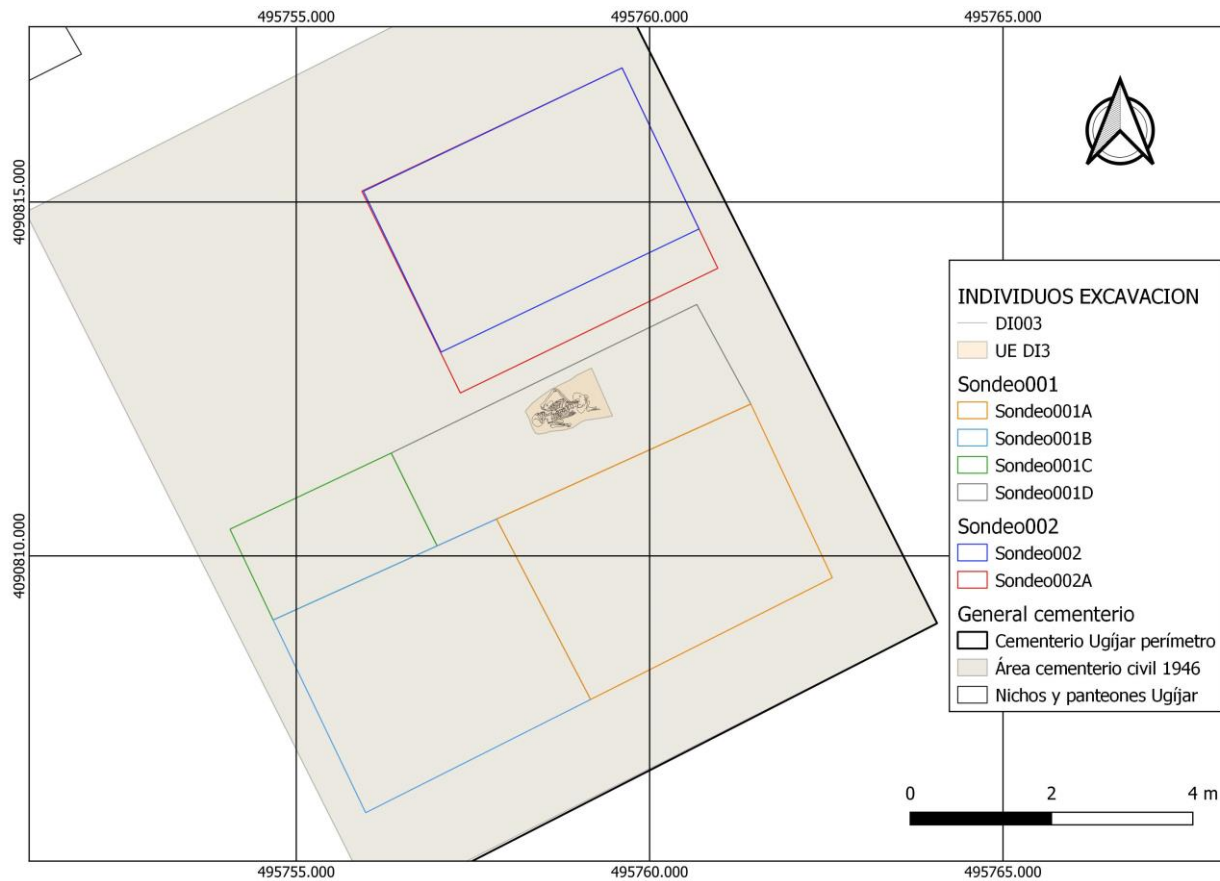 495755.000
495760.000
495765.000
4090815.000
4090810.000
INDIVIDUOS EXCAVACION
DI003
UE DI3
Sondeo001
Sondeo001A
Sondeo001B
Sondeo001C
Sondeo001D
Sondeo002
Sondeo002
Sondeo002A
General cementerio
Cementerio Ugíjar perímetro
Área cementerio civil 1946
Nichos y panteones Ugíjar
0
2
4 m
495755.000
495760.000
495765.000